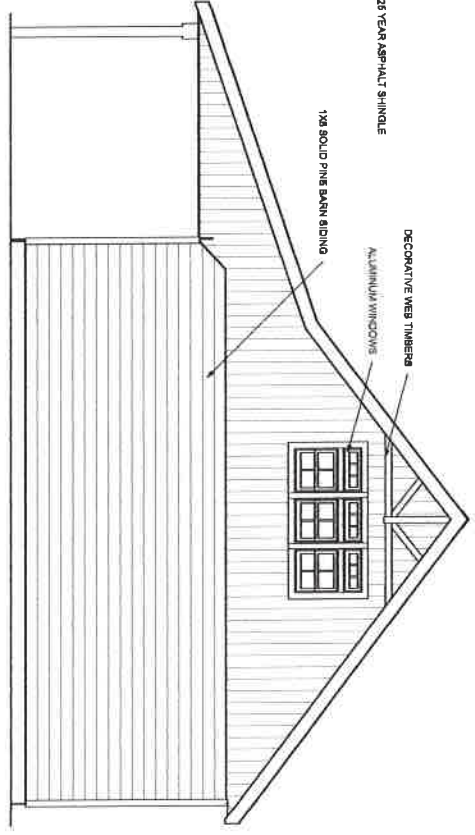 DECORATIVE WEB TIMBERS
ALUMINUM WINDOWS
25 YEAR ASPHALT SHINGLE
1X8 SOLID PINE BARN SIDING